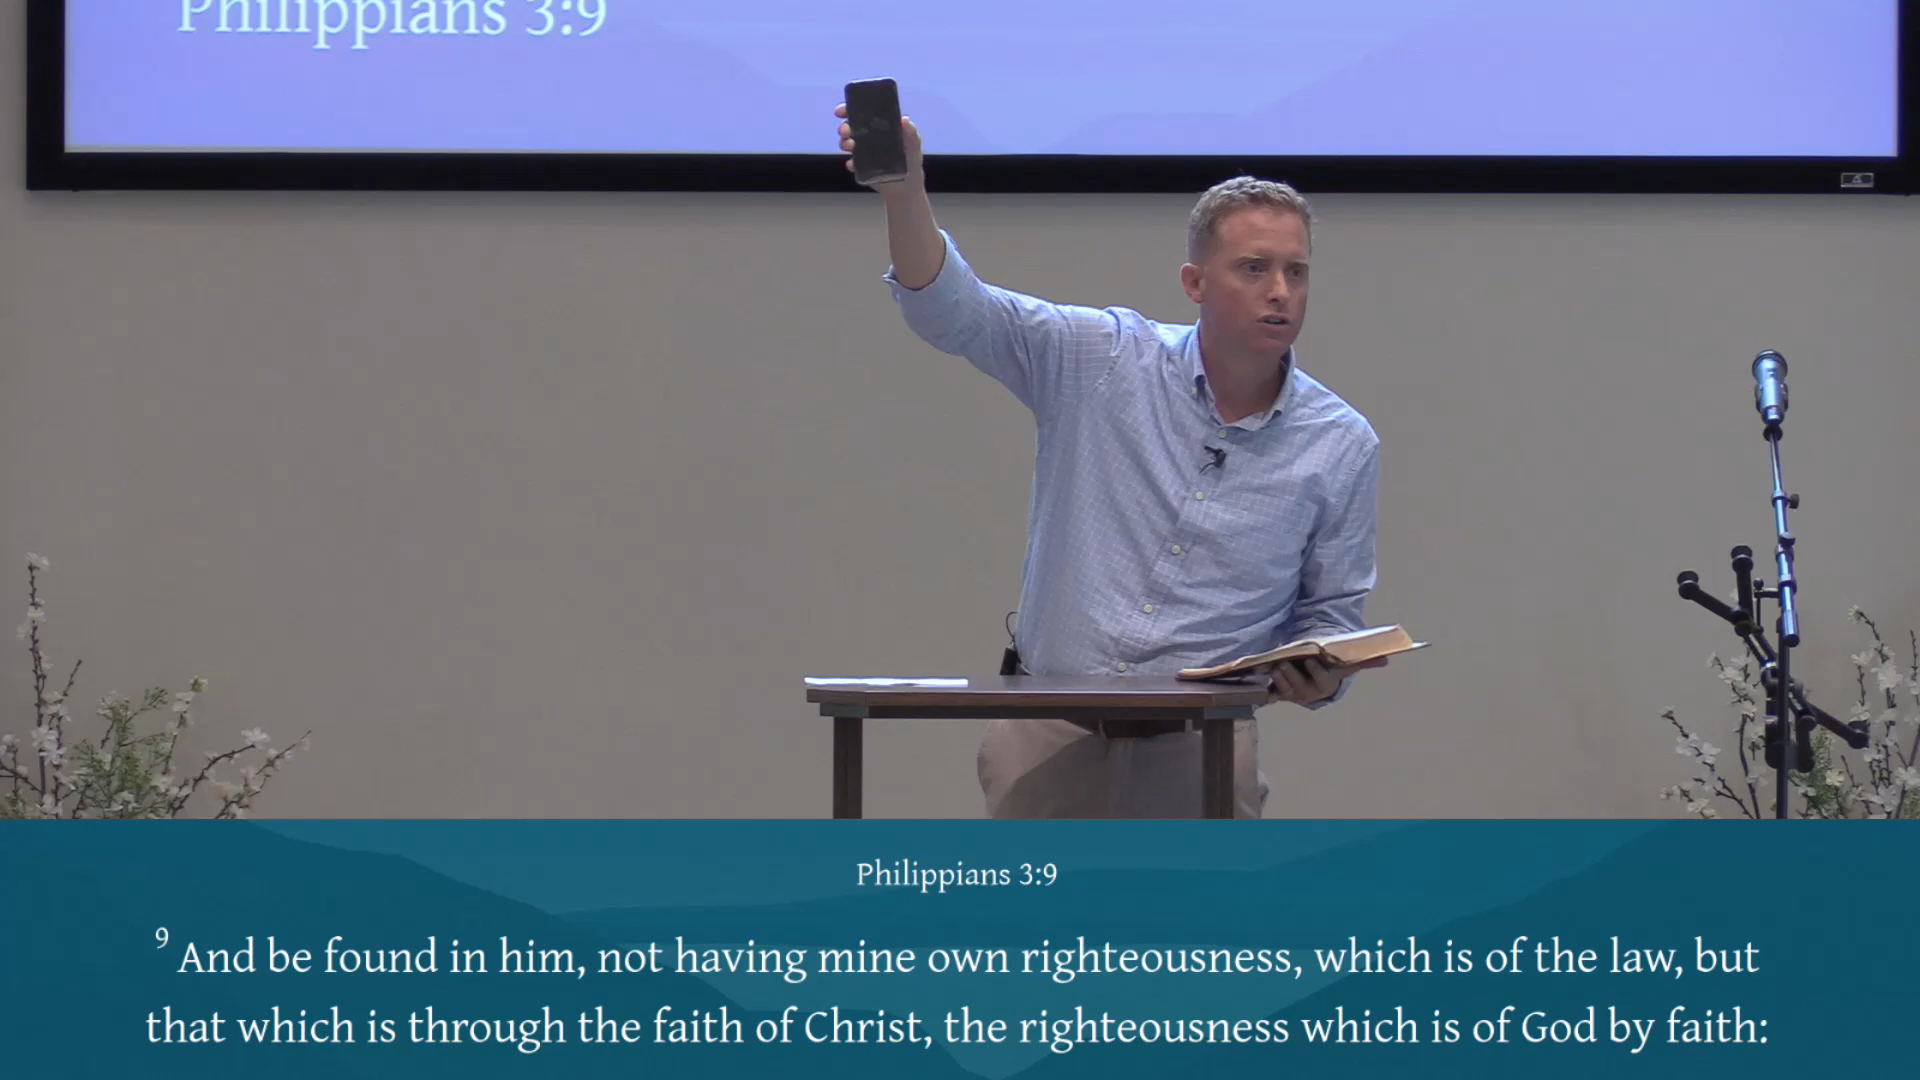 Philippians 3:9
Philippians 3:9
9 And be found in him, not having mine own righteousness, which is of the law, but
that which is through the faith of Christ, the righteousness which is of God by faith: